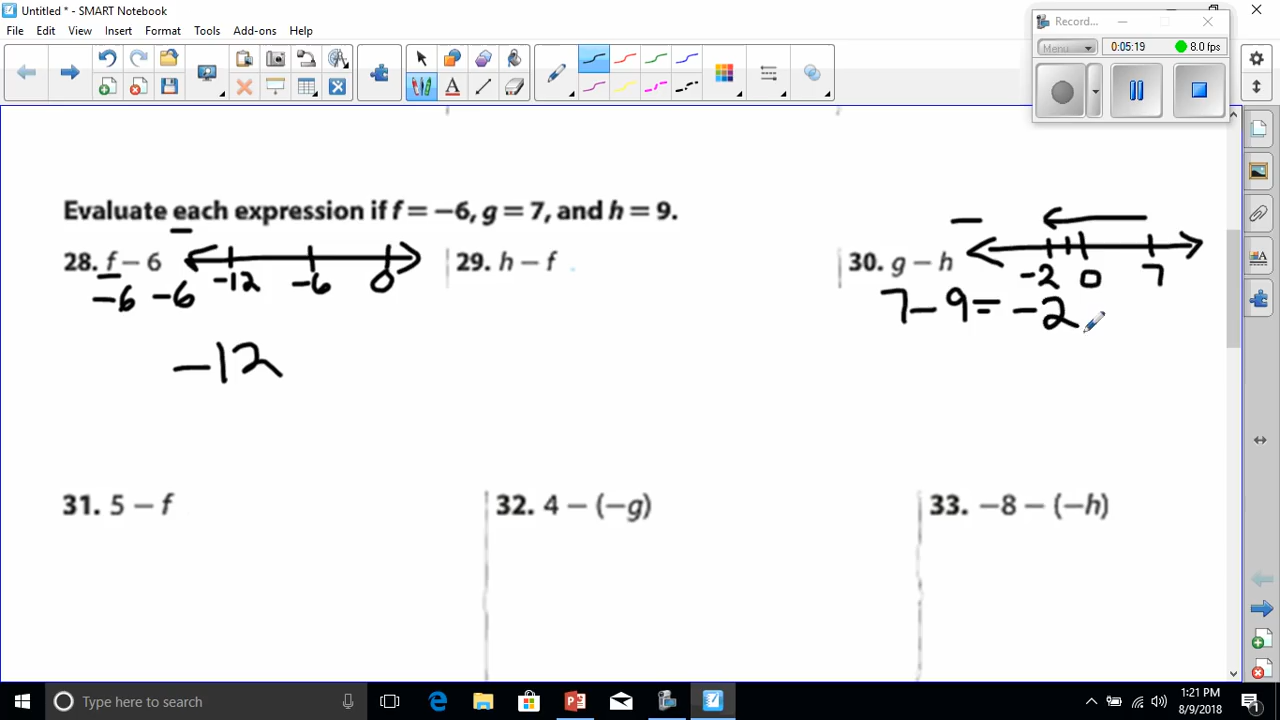 Untitled * - SMART Notebook
File Edit View Insert Format Tools Add-ons Help
Record...
Menu
0:05:19 8.0 fps
Evaluate each expression if f = −6, g = 7, and h = 9.
28. f − 6
-12 -6 0
-6 -6
-12
29. h − f
30. g − h
-2 0 7
7-9= -2
31. 5 − f
32. 4 − (−g)
33. −8 − (−h)
Type here to search
1:21 PM
8/9/2018
1